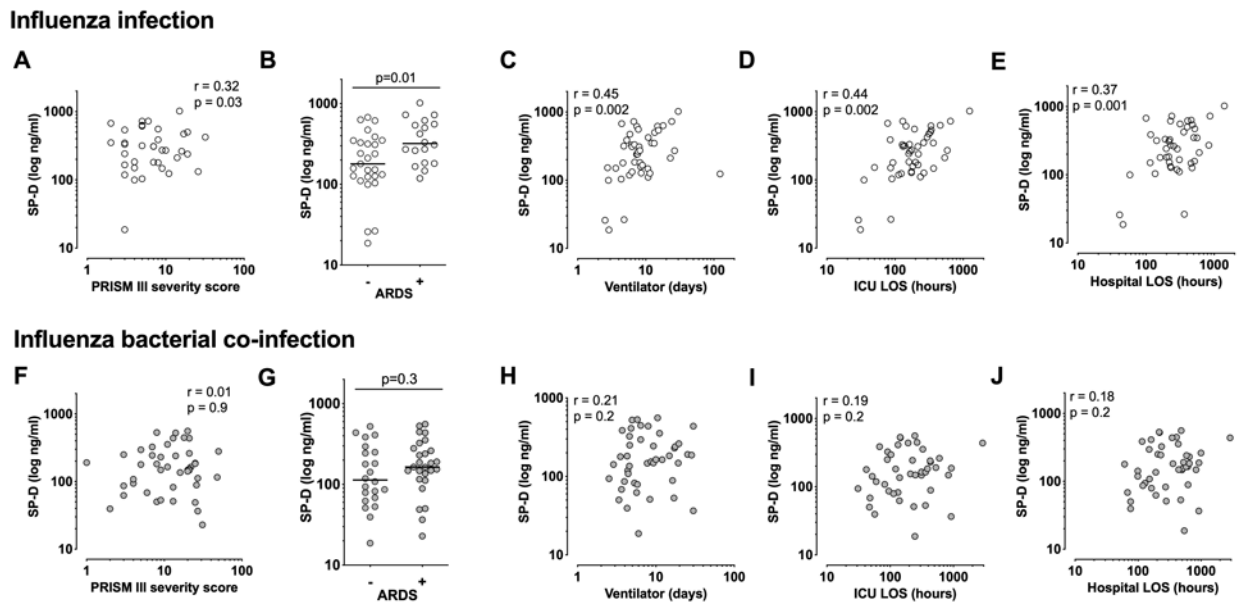 Influenza infection
A
r = 0.32
p = 0.03
SP-D (log ng/ml)
1000
100
10
1
10
100
PRISM III severity score
B
p=0.01
SP-D (log ng/ml)
1000
100
10
-
+
ARDS
C
r = 0.45
p = 0.002
SP-D (log ng/ml)
1000
100
10
1
10
100
Ventilator (days)
D
r = 0.44
p = 0.002
SP-D (log ng/ml)
1000
100
10
10
100
1000
ICU LOS (hours)
E
r = 0.37
p = 0.001
SP-D (log ng/ml)
1000
100
10
10
100
1000
Hospital LOS (hours)
Influenza bacterial co-infection
F
r = 0.01
p = 0.9
SP-D (log ng/ml)
1000
100
10
1
10
100
PRISM III severity score
G
p=0.3
SP-D (log ng/ml)
1000
100
10
-
+
ARDS
H
r = 0.21
p = 0.2
SP-D (log ng/ml)
1000
100
10
1
10
100
Ventilator (days)
I
r = 0.19
p = 0.2
SP-D (log ng/ml)
1000
100
10
10
100
1000
ICU LOS (hours)
J
r = 0.18
p = 0.2
SP-D (log ng/ml)
1000
100
10
10
100
1000
Hospital LOS (hours)